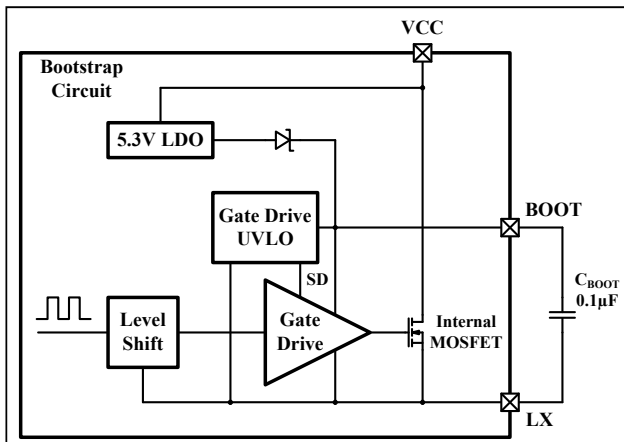 VCC
Bootstrap
Circuit
5.3V LDO
Gate Drive
UVLO
BOOT
SD
C_BOOT
0.1µF
Level
Shift
Gate
Drive
Internal
MOSFET
LX